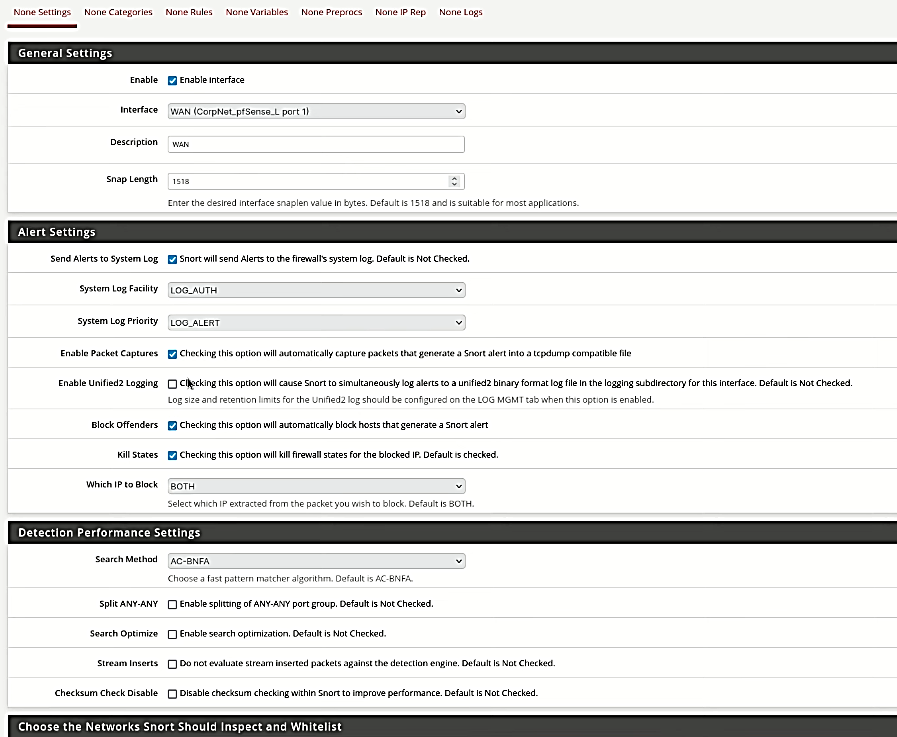 None Settings None Categories None Rules None Variables None Preprocs None IP Rep None Logs
General Settings
Enable Enable interface
Interface WAN (CorpNet_pfSense_L port 1)
Description WAN
Snap Length 1518
Enter the desired interface snaplen value in bytes. Default is 1518 and is suitable for most applications.
Alert Settings
Send Alerts to System Log Snort will send Alerts to the firewall's system log. Default is Not Checked.
System Log Facility LOG_AUTH
System Log Priority LOG_ALERT
Enable Packet Captures Checking this option will automatically capture packets that generate a Snort alert into a tcpdump compatible file
Enable Unified2 Logging Checking this option will cause Snort to simultaneously log alerts to a unified2 binary format log file in the logging subdirectory for this interface. Default is Not Checked.
Log size and retention limits for the Unified2 log should be configured on the LOG MGMT tab when this option is enabled.
Block Offenders Checking this option will automatically block hosts that generate a Snort alert
Kill States Checking this option will kill firewall states for the blocked IP. Default is checked.
Which IP to Block BOTH
Select which IP extracted from the packet you wish to block. Default is BOTH.
Detection Performance Settings
Search Method AC-BNFA
Choose a fast pattern matcher algorithm. Default is AC-BNFA.
Split ANY-ANY Enable splitting of ANY-ANY port group. Default is Not Checked.
Search Optimize Enable search optimization. Default is Not Checked.
Stream Inserts Do not evaluate stream inserted packets against the detection engine. Default is Not Checked.
Checksum Check Disable Disable checksum checking within Snort to improve performance. Default is Not Checked.
Choose the Networks Snort Should Inspect and Whitelist